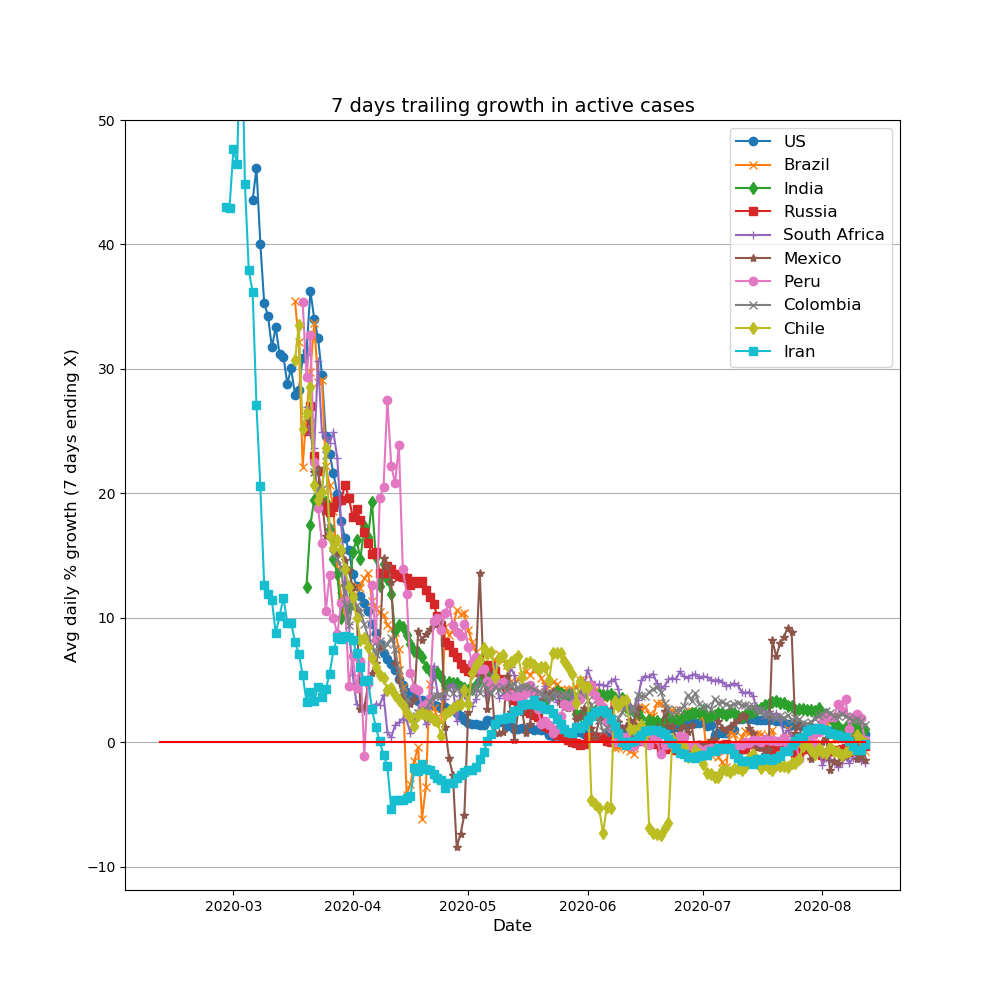 7 days trailing growth in active cases
50
40
30
20
10
0
−10
Avg daily % growth (7 days ending X)
US
Brazil
India
Russia
South Africa
Mexico
Peru
Colombia
Chile
Iran
2020-03 2020-04 2020-05 2020-06 2020-07 2020-08
Date